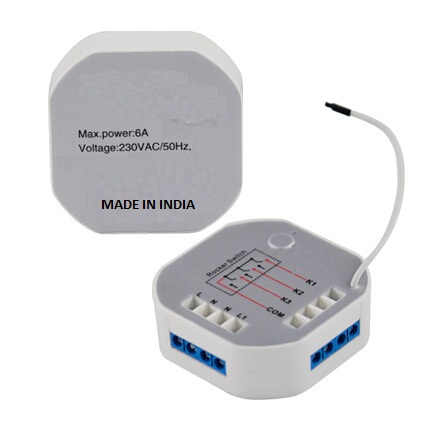 Max.power:6A
Voltage:230VAC/50Hz,
MADE IN INDIA
Rocker Switch
K1
K2
K3
COM
L N N L1